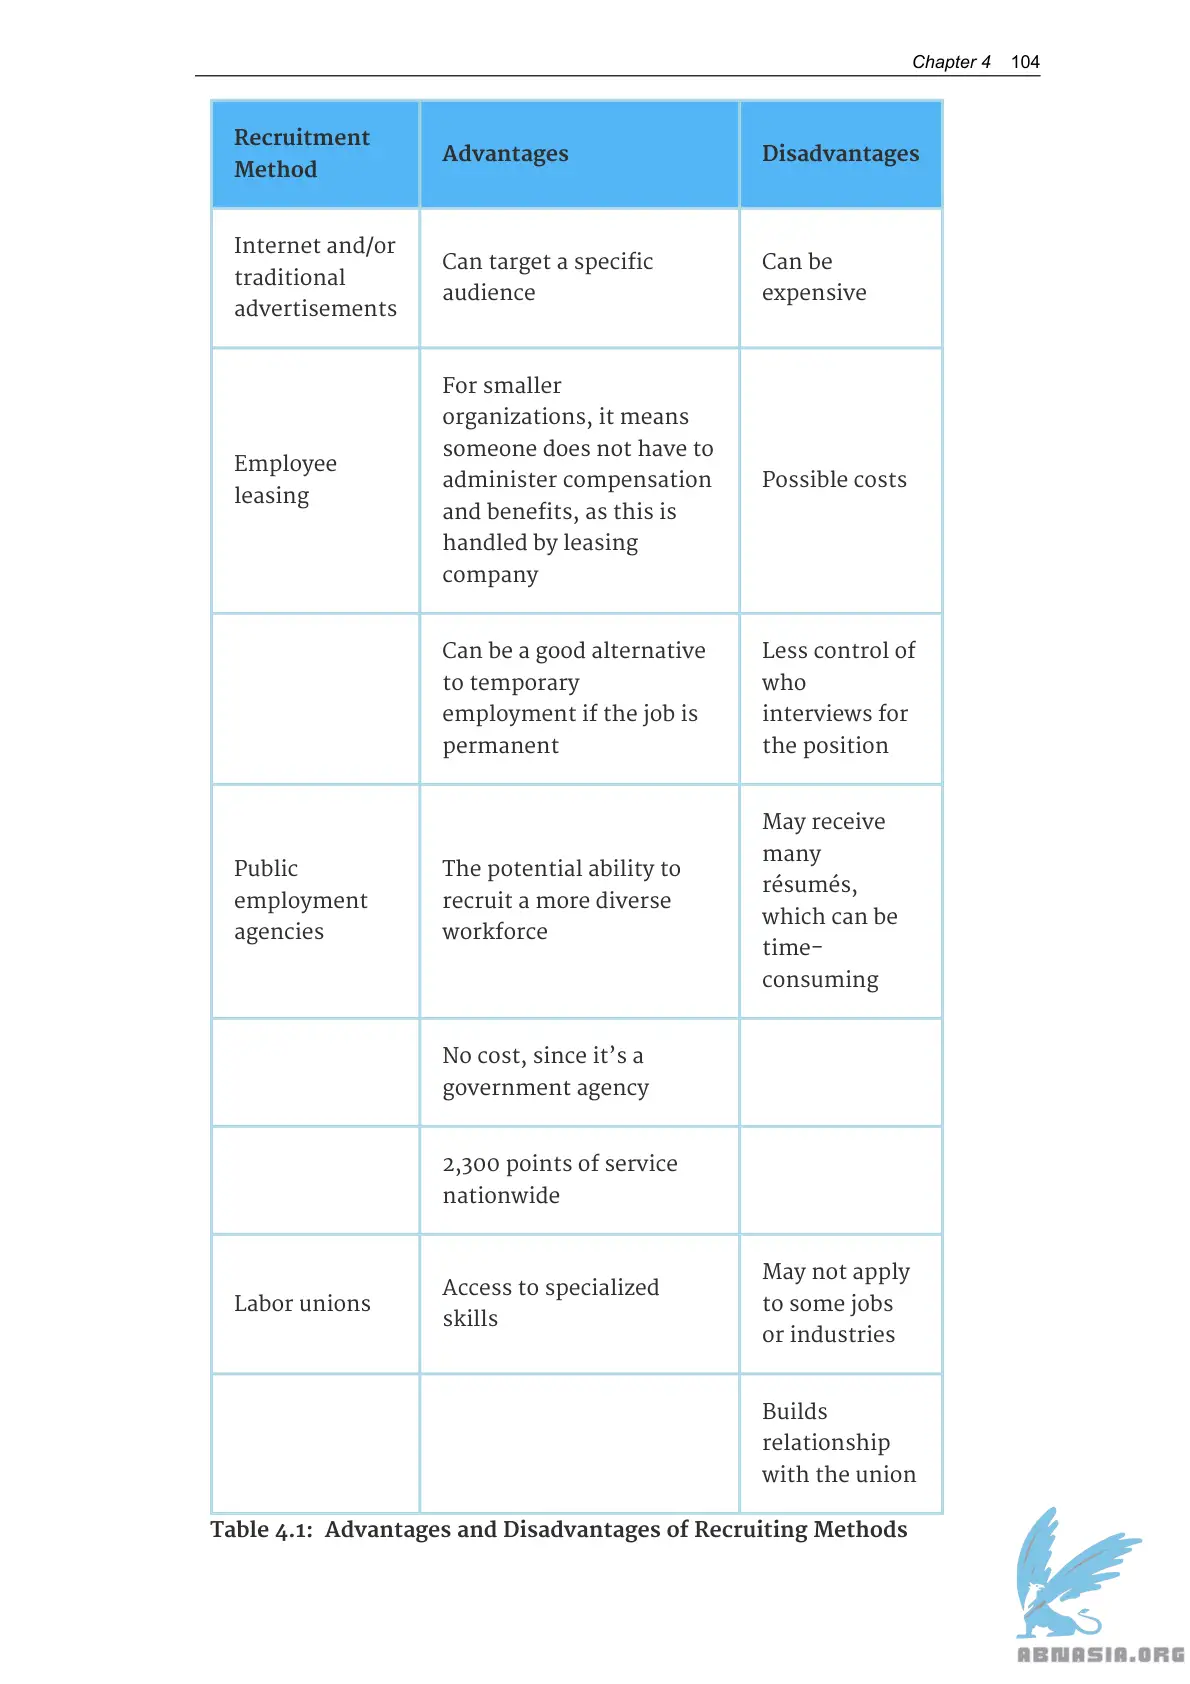 Chapter 4 104
Recruitment
Method
Advantages
Disadvantages
Internet and/or
traditional
advertisements
Can target a specific
audience
Can be
expensive
Employee
leasing
For smaller
organizations, it means
someone does not have to
administer compensation
and benefits, as this is
handled by leasing
company
Possible costs
Can be a good alternative
to temporary
employment if the job is
permanent
Less control of
who
interviews for
the position
Public
employment
agencies
The potential ability to
recruit a more diverse
workforce
May receive
many
résumés,
which can be
time-
consuming
No cost, since it’s a
government agency
2,300 points of service
nationwide
Labor unions
Access to specialized
skills
May not apply
to some jobs
or industries
Builds
relationship
with the union
Table 4.1: Advantages and Disadvantages of Recruiting Methods
ABNASIA.ORG